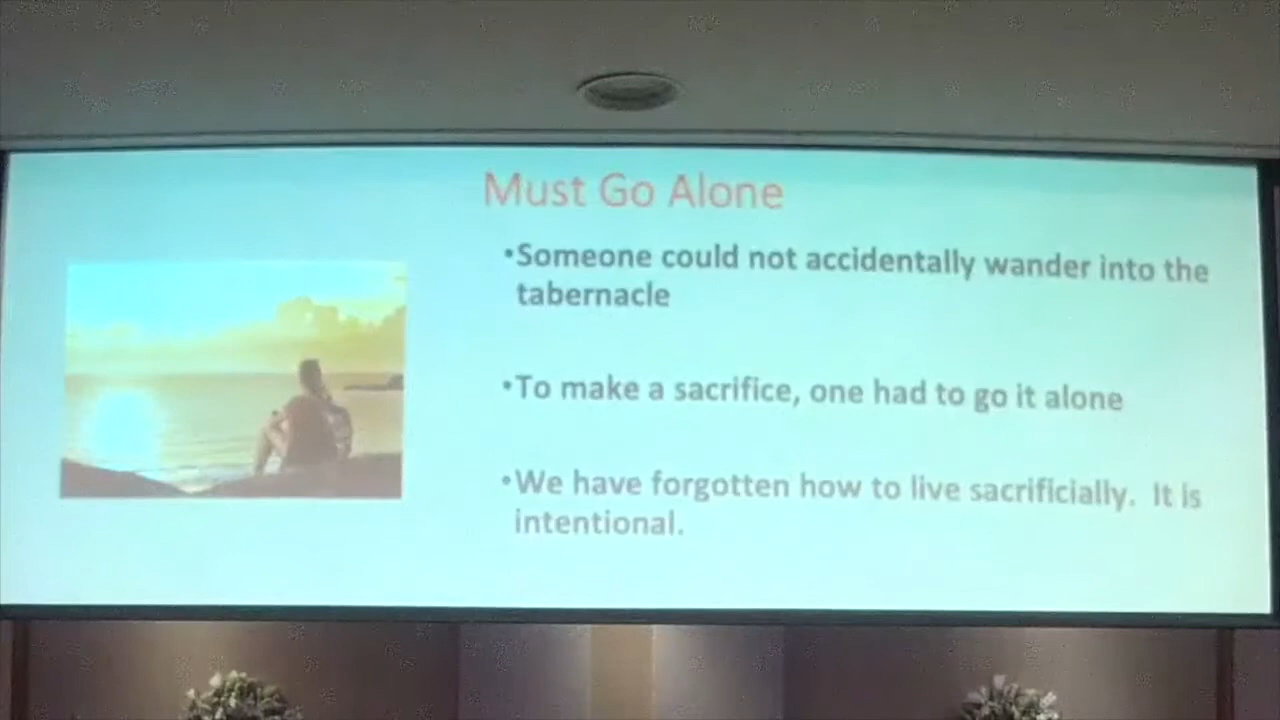 Must Go Alone
•Someone could not accidentally wander into the
tabernacle
•To make a sacrifice, one had to go it alone
•We have forgotten how to live sacrificially.  It is
intentional.